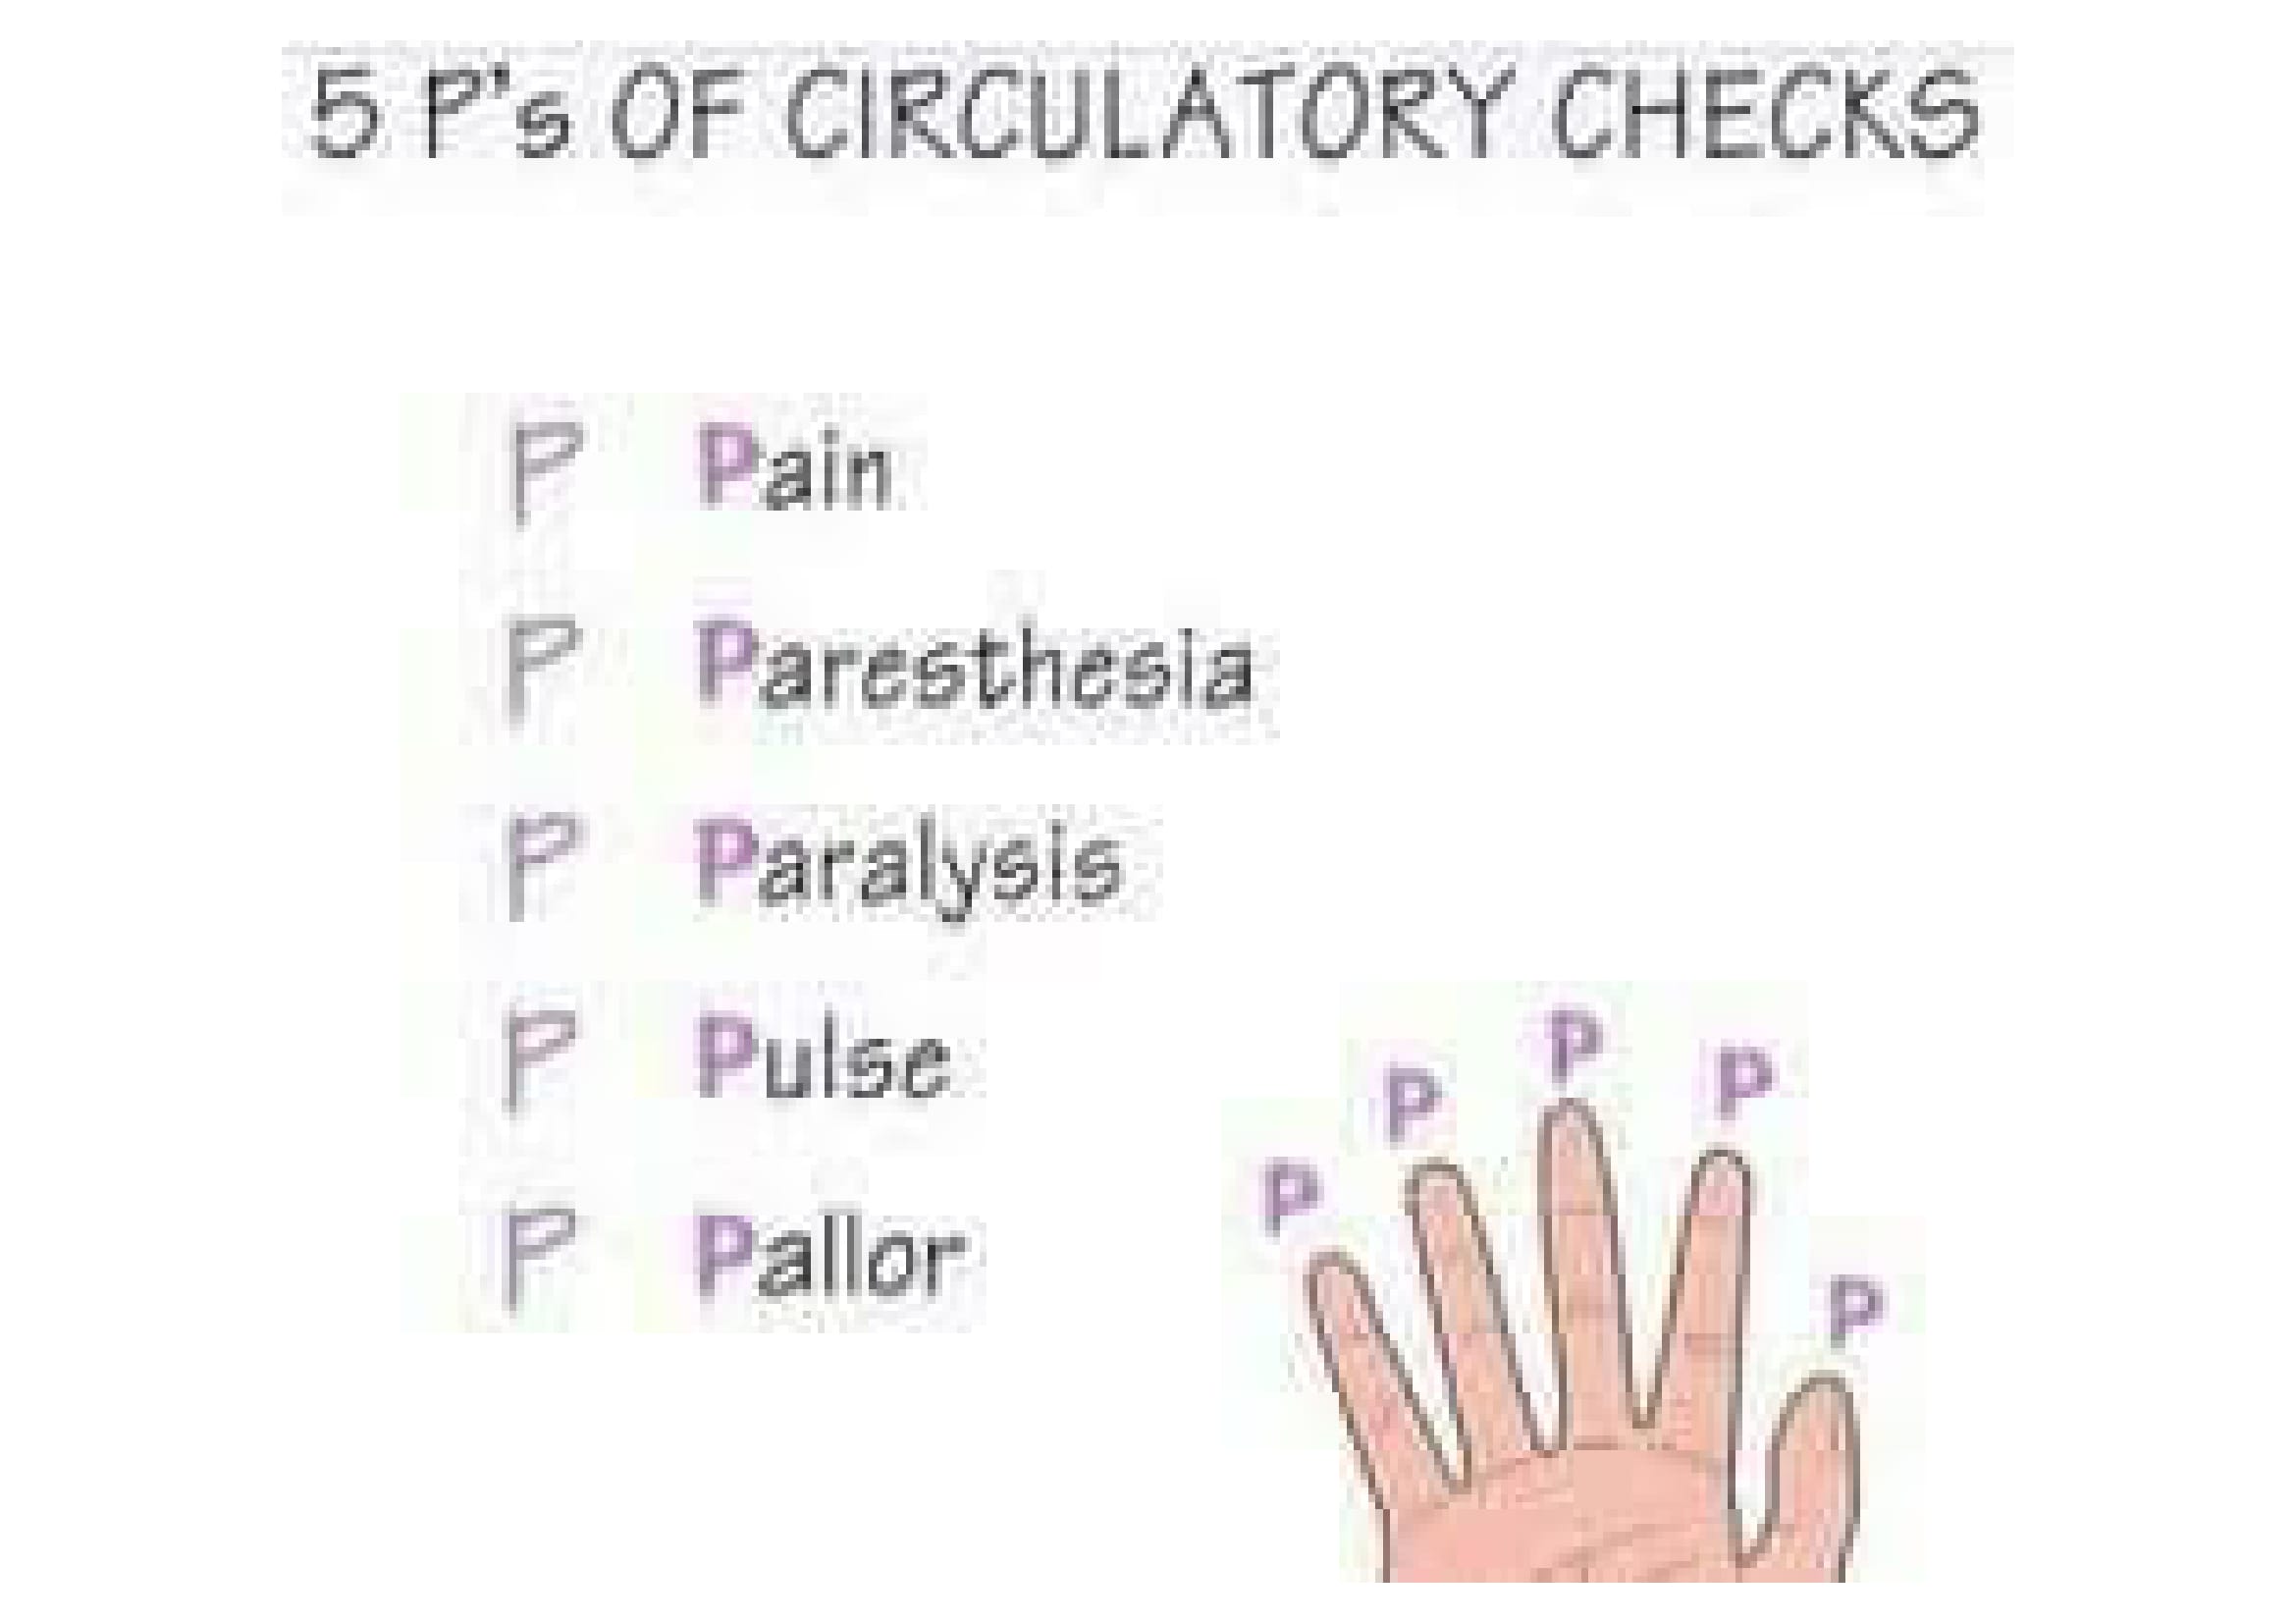 5 P's OF CIRCULATORY CHECKS
P Pain
P Paresthesia
P Paralysis
P Pulse
P Pallor
P
P
P
P
P